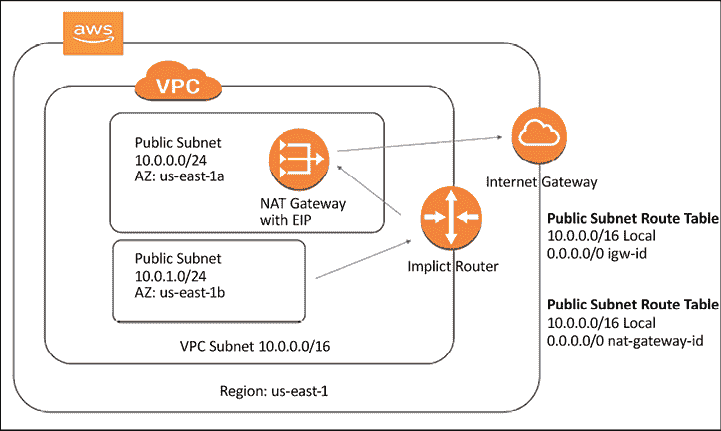 aws
VPC
Public Subnet
10.0.0.0/24
AZ: us-east-1a
NAT Gateway
with EIP
Internet Gateway
Public Subnet
10.0.1.0/24
AZ: us-east-1b
Implict Router
Public Subnet Route Table
10.0.0.0/16 Local
0.0.0.0/0 igw-id
Public Subnet Route Table
10.0.0.0/16 Local
0.0.0.0/0 nat-gateway-id
VPC Subnet 10.0.0.0/16
Region: us-east-1